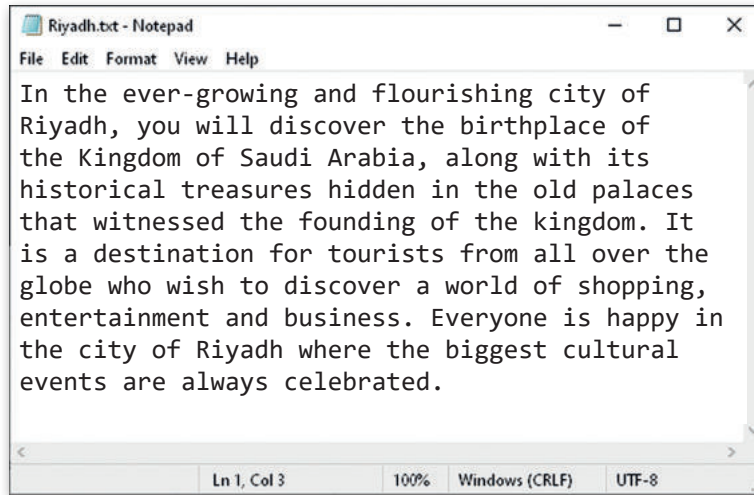 Riyadh.txt - Notepad
File Edit Format View Help
In the ever-growing and flourishing city of
Riyadh, you will discover the birthplace of
the Kingdom of Saudi Arabia, along with its
historical treasures hidden in the old palaces
that witnessed the founding of the kingdom. It
is a destination for tourists from all over the
globe who wish to discover a world of shopping,
entertainment and business. Everyone is happy in
the city of Riyadh where the biggest cultural
events are always celebrated.
Ln 1, Col 3 100% Windows (CRLF) UTF-8